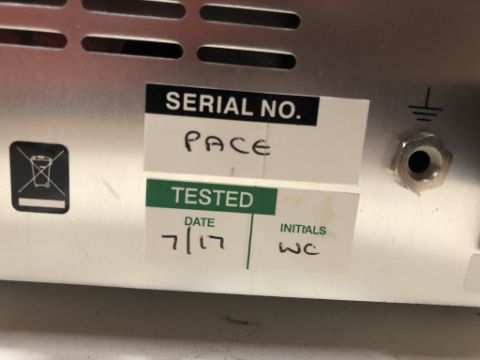 SERIAL NO.
PACE
TESTED
DATE
INITIALS
7/17
WC